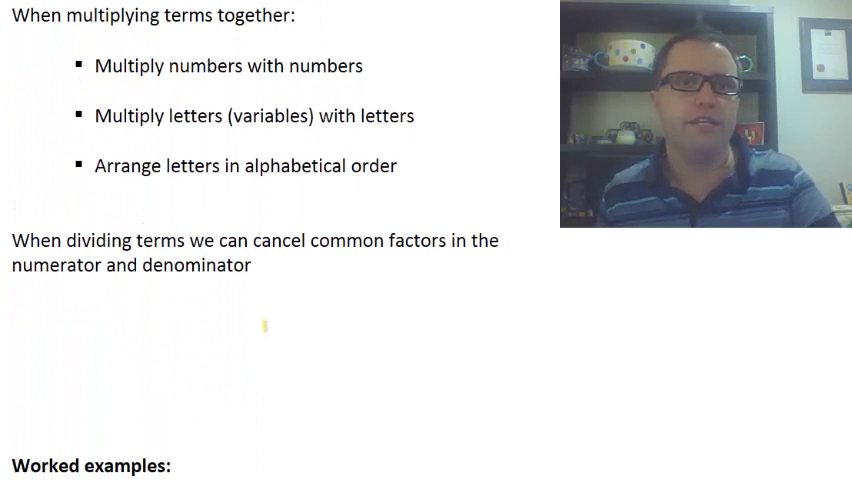 When multiplying terms together:
▪ Multiply numbers with numbers
▪ Multiply letters (variables) with letters
▪ Arrange letters in alphabetical order
When dividing terms we can cancel common factors in the
numerator and denominator
Worked examples: